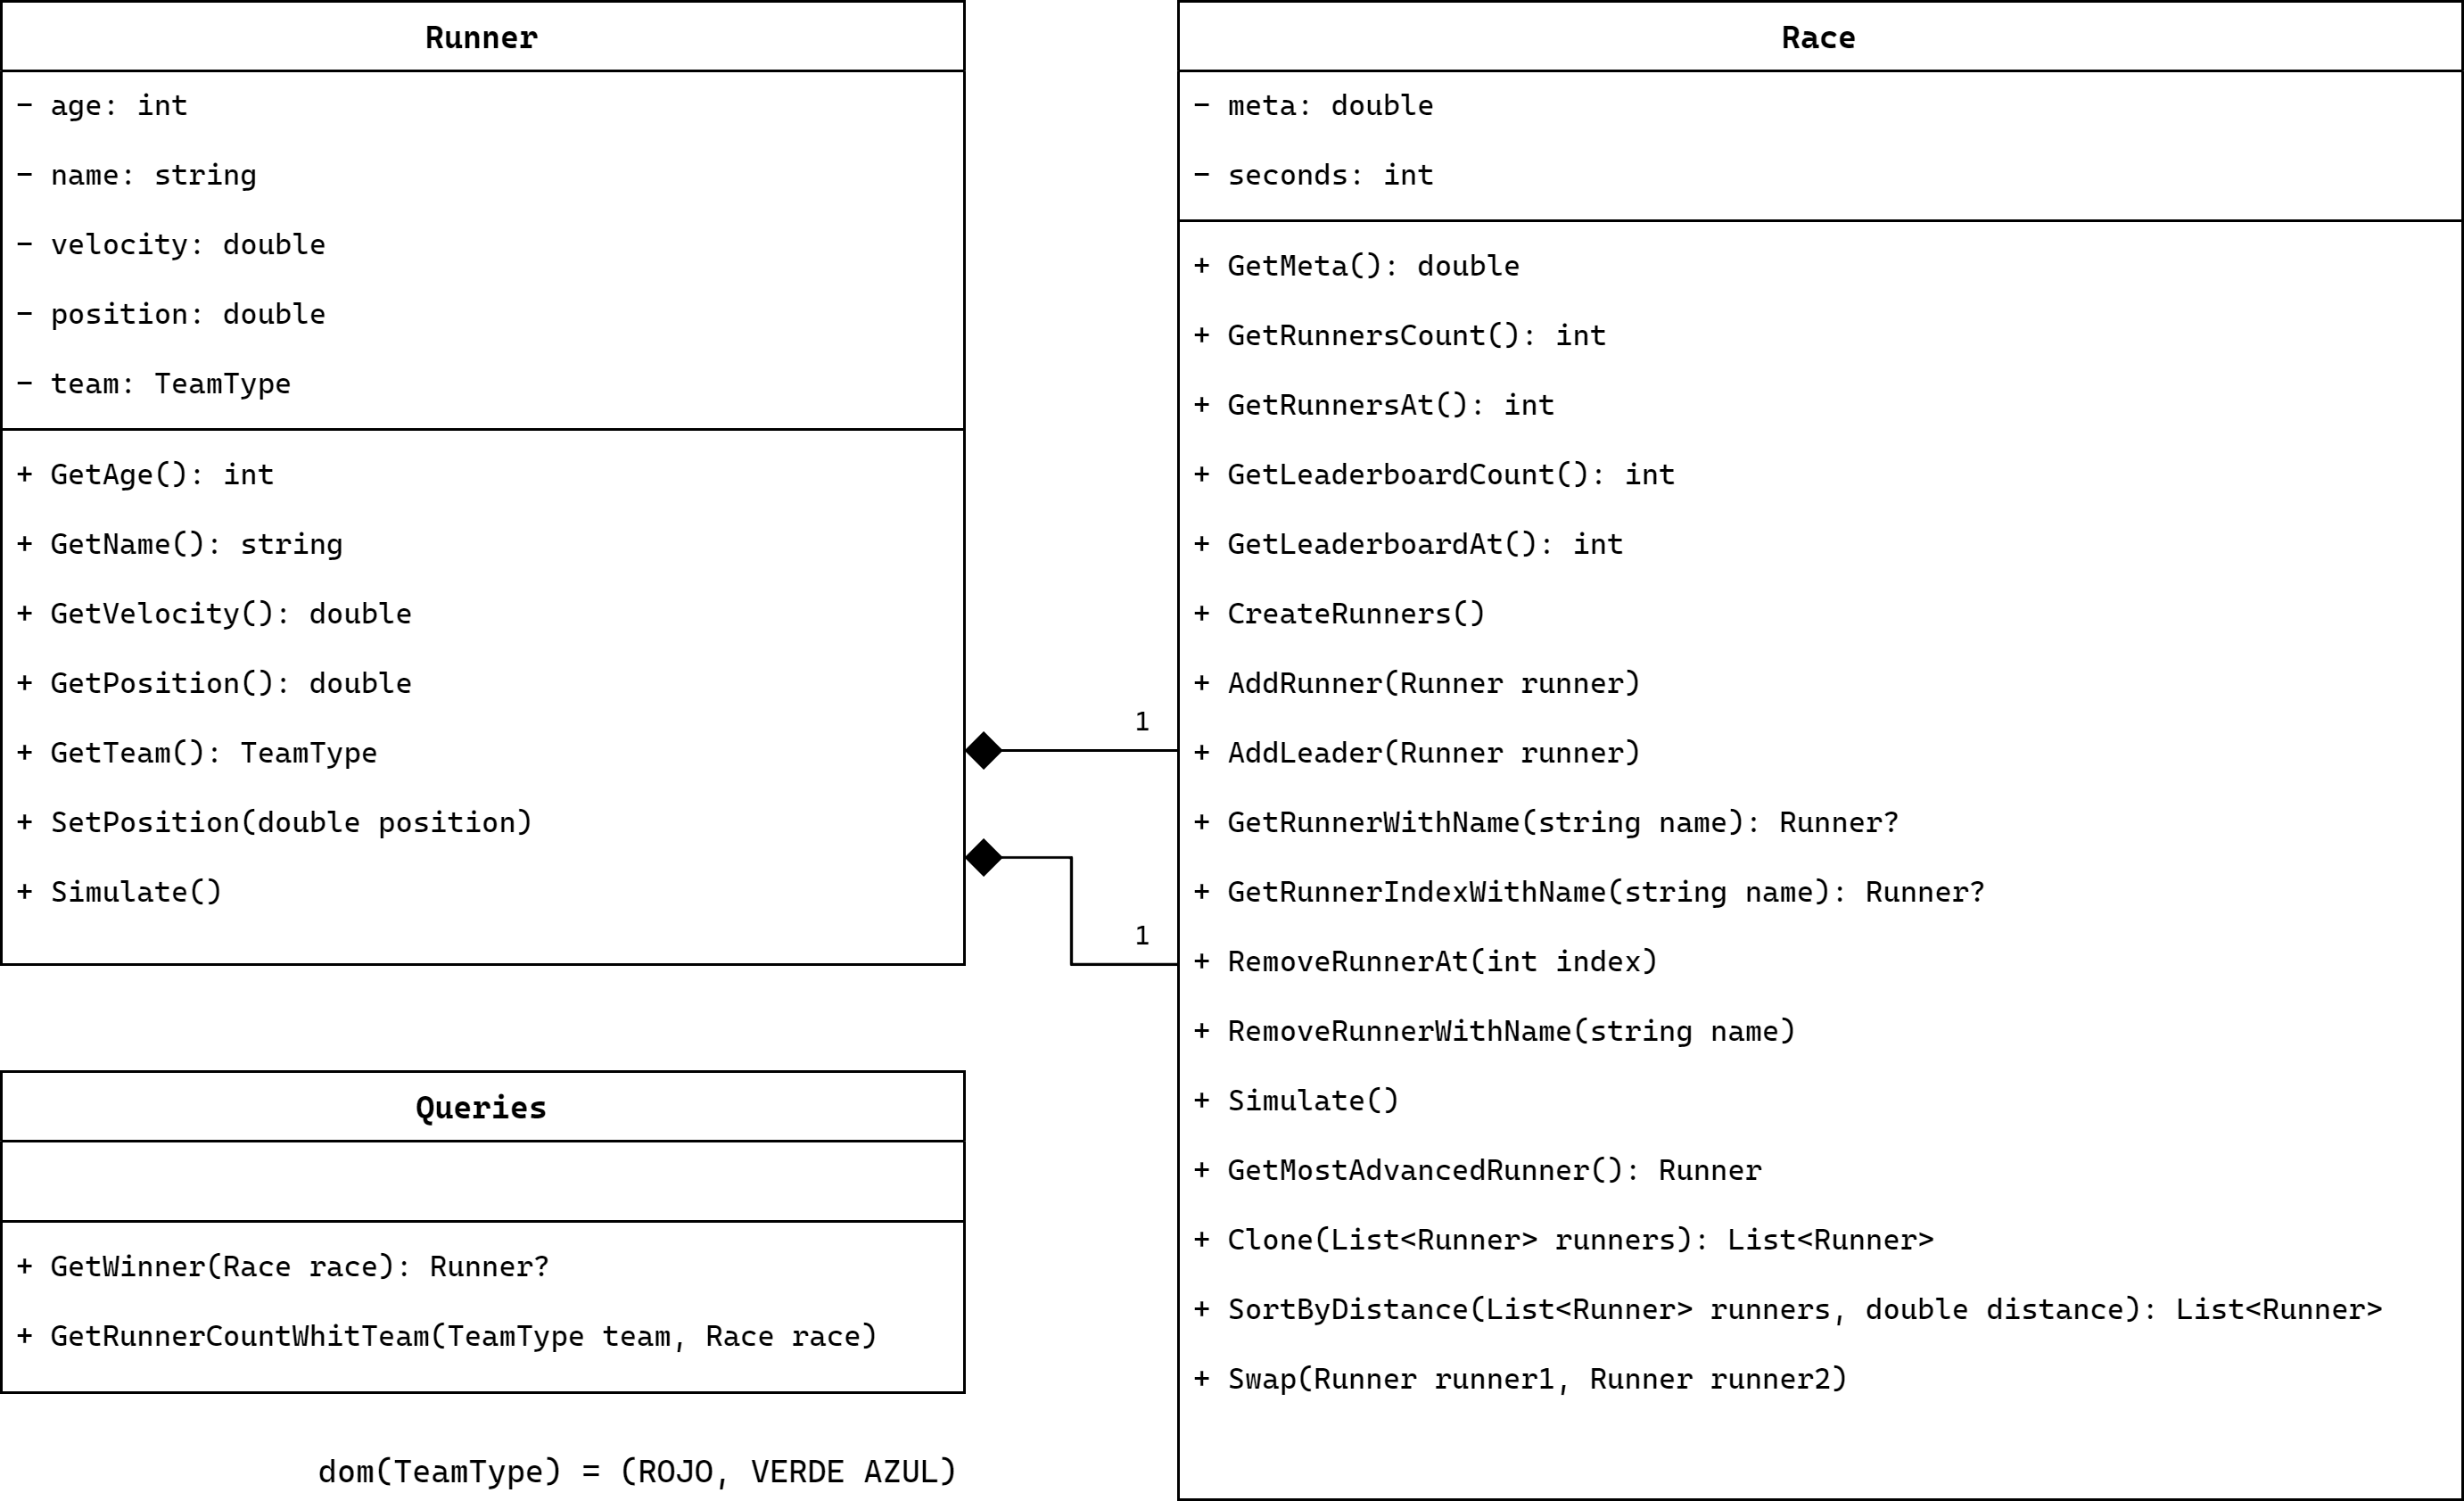 Runner
- age: int
- name: string
- velocity: double
- position: double
- team: TeamType
+ GetAge(): int
+ GetName(): string
+ GetVelocity(): double
+ GetPosition(): double
+ GetTeam(): TeamType
+ SetPosition(double position)
+ Simulate()
1
1
Race
- meta: double
- seconds: int
+ GetMeta(): double
+ GetRunnersCount(): int
+ GetRunnersAt(): int
+ GetLeaderboardCount(): int
+ GetLeaderboardAt(): int
+ CreateRunners()
+ AddRunner(Runner runner)
+ AddLeader(Runner runner)
+ GetRunnerWithName(string name): Runner?
+ GetRunnerIndexWithName(string name): Runner?
+ RemoveRunnerAt(int index)
+ RemoveRunnerWithName(string name)
+ Simulate()
+ GetMostAdvancedRunner(): Runner
+ Clone(List<Runner> runners): List<Runner>
+ SortByDistance(List<Runner> runners, double distance): List<Runner>
+ Swap(Runner runner1, Runner runner2)
Queries
+ GetWinner(Race race): Runner?
+ GetRunnerCountWhitTeam(TeamType team, Race race)
dom(TeamType) = (ROJO, VERDE AZUL)